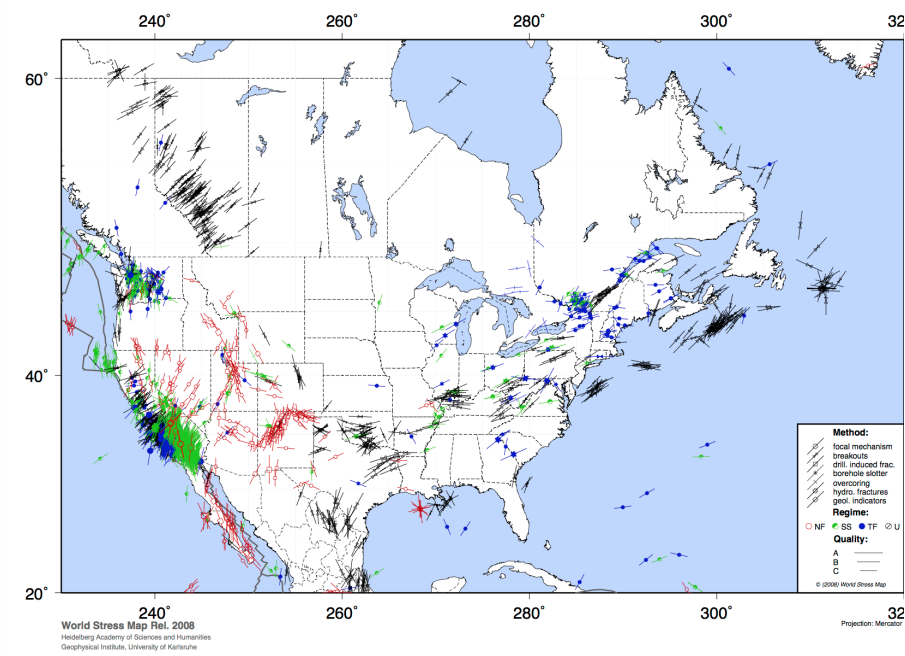 240˚ 260˚ 280˚ 300˚ 32
60˚
40˚
20˚
Method:
focal mechanism
breakouts
drill. induced frac.
borehole slotter
overcoring
hydro. fractures
geol. indicators
Regime:
NF SS TF U
Quality:
A
B
C
© (2008) World Stress Map
240˚ 260˚ 280˚ 300˚ 32
Projection: Mercator
World Stress Map Rel. 2008
Heidelberg Academy of Sciences and Humanities
Geophysical Institute, University of Karlsruhe